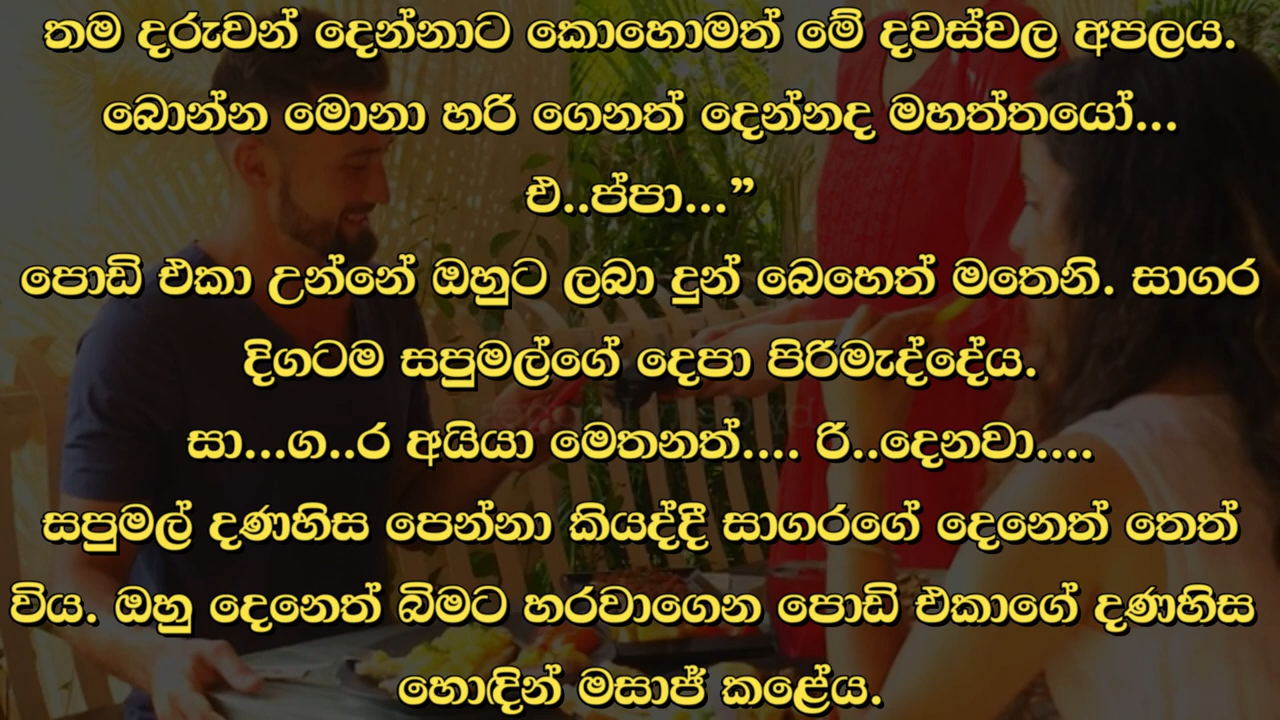 තම දරුවන් දෙන්නාට කොහොමත් මේ දවස්වල අපලය.
බොන්න මොනා හරි ගෙනත් දෙන්නද මහත්තයෝ...
එ..ප්පා...”
පොඩි එකා උන්නේ ඔහුට ලබා දුන් බෙහෙත් මතෙනි. සාගර
දිගටම සපුමල්ගේ දෙපා පිරිමැද්දේය.
සා...ග..ර අයියා මෙතනත්.... රි..දෙනවා....
සපුමල් දණහිස පෙන්නා කියද්දී සාගරගේ දෙනෙත් තෙත්
විය. ඔහු දෙනෙත් බිමට හරවාගෙන පොඩි එකාගේ දණහිස
හොඳින් මසාජ් කළේය.